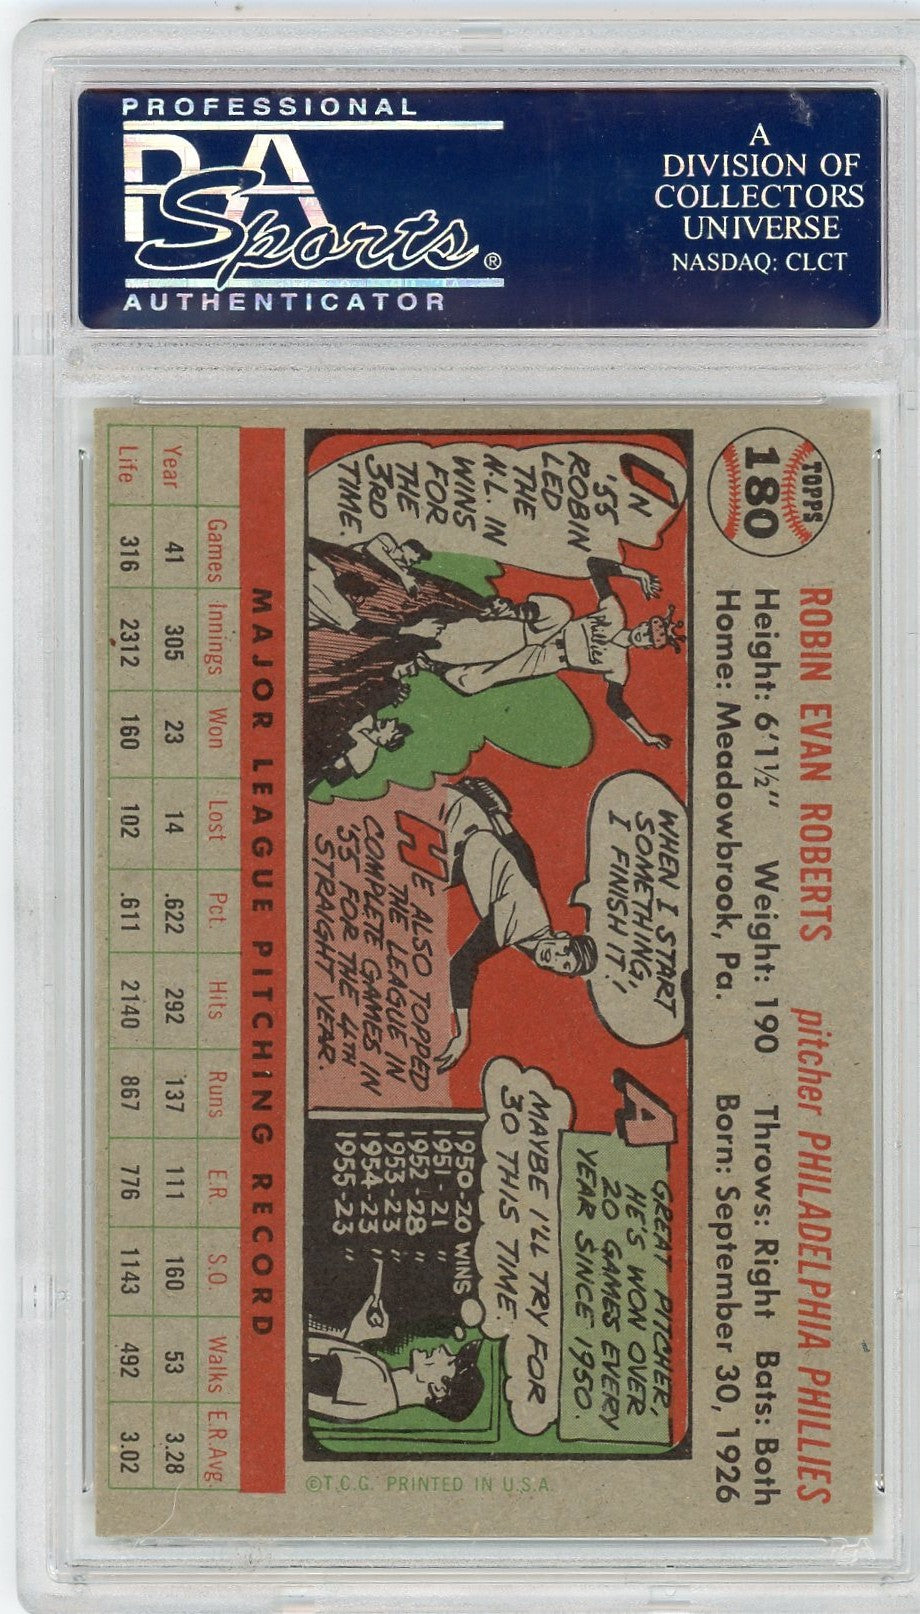 PROFESSIONAL
PSA
Sports®
AUTHENTICATOR
A
DIVISION OF
COLLECTORS
UNIVERSE
NASDAQ: CLCT
TOPPS
180
ROBIN EVAN ROBERTS pitcher PHILADELPHIA PHILLIES
Height: 6'1½" Weight: 190 Throws: Right Bats: Both
Home: Meadowbrook, Pa. Born: September 30, 1926
IN
'55
ROBIN
LED
THE
N.L. IN
WINS
FOR
THE
3RD
TIME.
Phillies
WHEN I START
SOMETHING,
I FINISH IT!
HE ALSO TOPPED
THE LEAGUE IN
COMPLETE GAMES IN
'55 FOR THE 4TH
STRAIGHT YEAR.
A
GREAT PITCHER,
HE'S WON OVER
20 GAMES EVERY
YEAR SINCE 1950.
MAYBE I'LL TRY FOR
30 THIS TIME.
1950-20 WINS
1951-21 "
1952-28 "
1953-23 "
1954-23 "
1955-23 "
©T.C.G. PRINTED IN U.S.A.
MAJOR LEAGUE PITCHING RECORD
Games Innings Won Lost Pct. Hits Runs E.R. S.O. Walks E.R.Avg.
Year 41 305 23 14 .622 292 137 111 160 53 3.28
Life 316 2312 160 102 .611 2140 867 776 1143 492 3.02